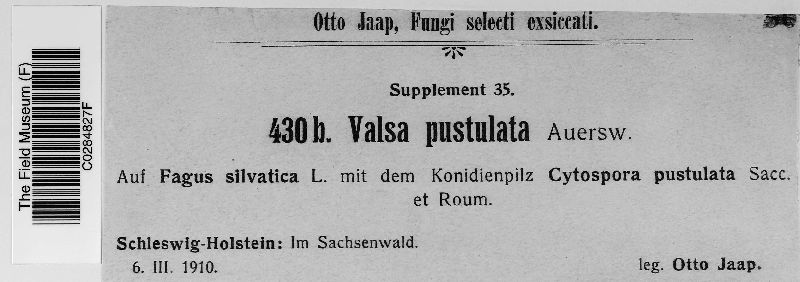 The Field Museum (F)
C0284827F
Otto Jaap, Fungi selecti exsiccati.
Supplement 35.
430 b. Valsa pustulata Auersw.
Auf Fagus silvatica L. mit dem Konidienpilz Cytospora pustulata Sacc.
et Roum.
Schleswig-Holstein: Im Sachsenwald.
6. III. 1910.
leg. Otto Jaap.